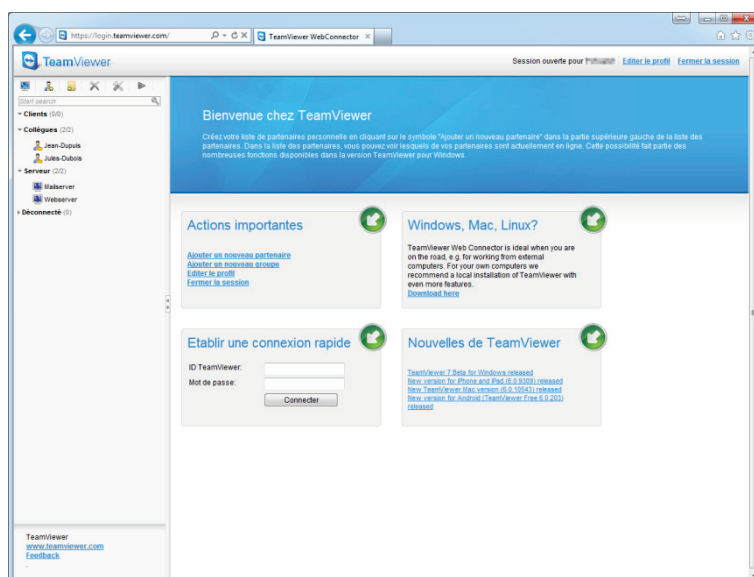 https://login.teamviewer.com/
TeamViewer WebConnector
TeamViewer
Session ouverte pour
Editer le profil
Fermer la session
Start search
Clients (0/0)
Collègues (2/2)
Jean-Dupuis
Jules-Dubois
Serveur (2/2)
Mailserver
Webserver
Déconnecté (0)
Bienvenue chez TeamViewer
Créez votre liste de partenaires personnelle en cliquant sur le symbole "Ajouter un nouveau partenaire" dans la partie supérieure gauche de la liste des
partenaires. Dans la liste des partenaires, vous pouvez voir lesquels de vos partenaires sont actuellement en ligne. Cette possibilité fait partie des
nombreuses fonctions disponibles dans la version TeamViewer pour Windows.
Actions importantes
Ajouter un nouveau partenaire
Ajouter un nouveau groupe
Editer le profil
Fermer la session
Windows, Mac, Linux?
TeamViewer Web Connector is ideal when you are
on the road, e.g. for working from external
computers. For your own computers we
recommend a local installation of TeamViewer with
even more features.
Download here
Etablir une connexion rapide
ID TeamViewer:
Mot de passe:
Connecter
Nouvelles de TeamViewer
TeamViewer 7 Beta for Windows released
New version for iPhone and iPad (6.0.9309) released
New TeamViewer Mac version (6.0.10543) released
New version for Android (TeamViewer Free 6.0.203)
released
TeamViewer
www.teamviewer.com
Feedback